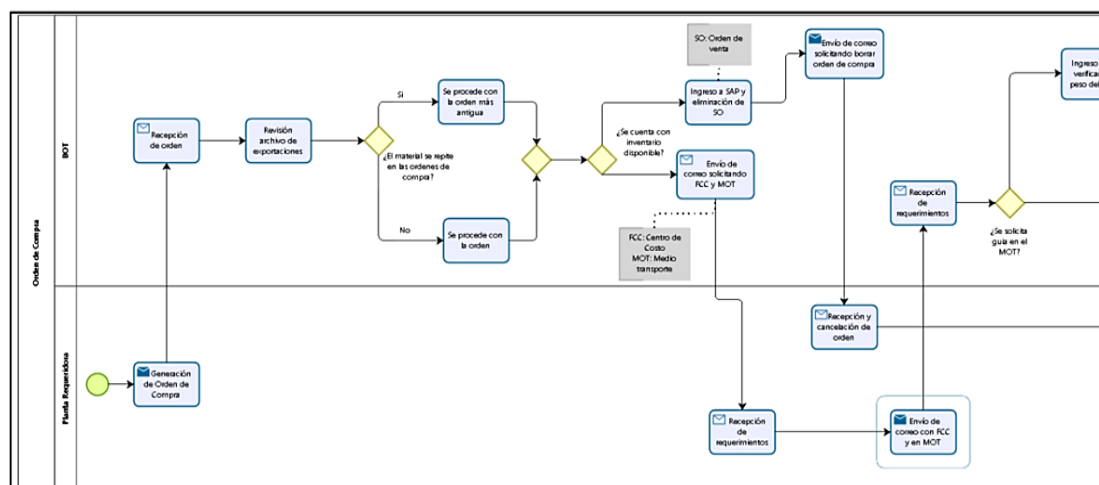 Orden de Compra
BOT
Planta Requeridora
Generación
de Orden de
Compra
Recepción
de orden
Revisión
archivo de
exportaciones
¿El material se repite
en las ordenes de
compra?
Si
Se procede con
la orden más
antigua
No
Se procede con
la orden
¿Se cuenta con
inventario
disponible?
SO: Orden de
venta
Ingreso a SAP y
eliminación de
SO
Envío de correo
solicitando borrar
orden de compra
Envío de
correo solicitando
FCC y MOT
FCC: Centro de
Costo
MOT: Medio
transporte
Recepción y
cancelación de
orden
Recepción
de
requerimientos
Envío de
correo con FCC
y en MOT
Recepción
de
requerimientos
¿Se solicita
guía en el
MOT?
Ingreso
verifica
peso del